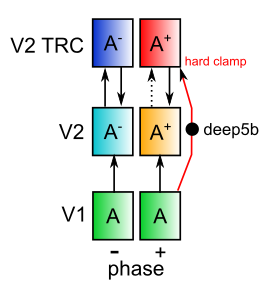 V2 TRC A⁻ A⁺
hard clamp
V2 A⁻ A⁺ deep5b
V1 A A
- +
phase